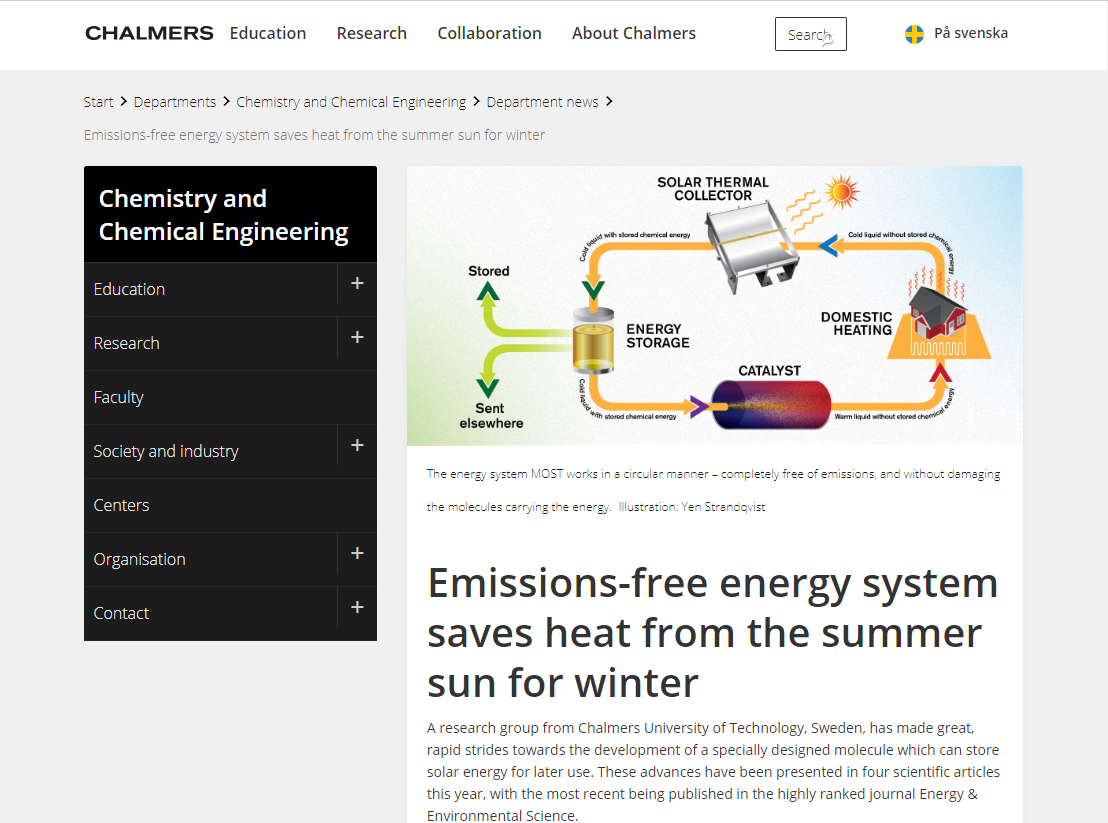 CHALMERS Education Research Collaboration About Chalmers Search På svenska
Start Departments Chemistry and Chemical Engineering Department news
Emissions-free energy system saves heat from the summer sun for winter
Chemistry and
Chemical Engineering
Education +
Research +
Faculty
Society and industry +
Centers
Organisation +
Contact +
SOLAR THERMAL
COLLECTOR
Cold liquid with stored chemical energy
Cold liquid without stored chemical energy
Stored
ENERGY
STORAGE
DOMESTIC
HEATING
CATALYST
Sent
elsewhere
Cold liquid with stored chemical energy
Warm liquid without stored chemical energy
The energy system MOST works in a circular manner – completely free of emissions, and without damaging
the molecules carrying the energy. Illustration: Yen Strandqvist
Emissions-free energy system
saves heat from the summer
sun for winter
A research group from Chalmers University of Technology, Sweden, has made great,
rapid strides towards the development of a specially designed molecule which can store
solar energy for later use. These advances have been presented in four scientific articles
this year, with the most recent being published in the highly ranked journal Energy &
Environmental Science.